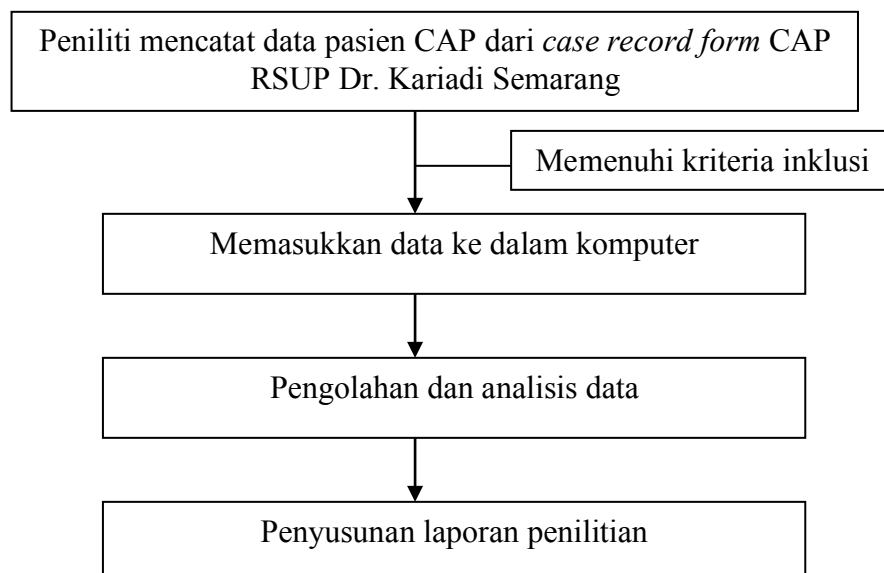 Peniliti mencatat data pasien CAP dari case record form CAP
RSUP Dr. Kariadi Semarang
Memenuhi kriteria inklusi
Memasukkan data ke dalam komputer
Pengolahan dan analisis data
Penyusunan laporan penilitian